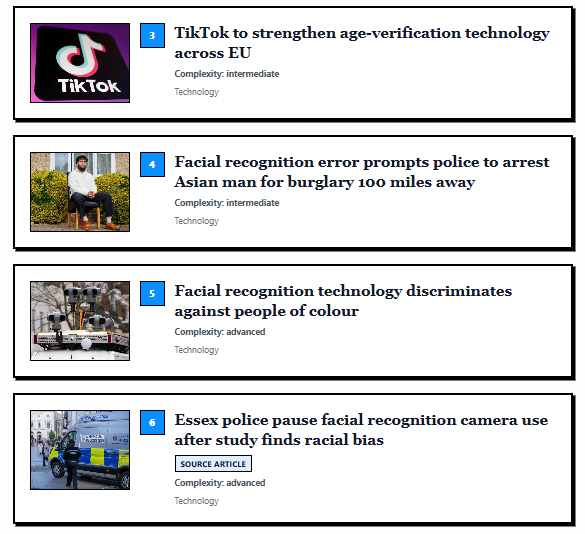 TikTok
3
TikTok to strengthen age-verification technology
across EU
Complexity: intermediate
Technology
4
Facial recognition error prompts police to arrest
Asian man for burglary 100 miles away
Complexity: intermediate
Technology
5
Facial recognition technology discriminates
against people of colour
Complexity: advanced
Technology
6
Essex police pause facial recognition camera use
after study finds racial bias
SOURCE ARTICLE
Complexity: advanced
Technology